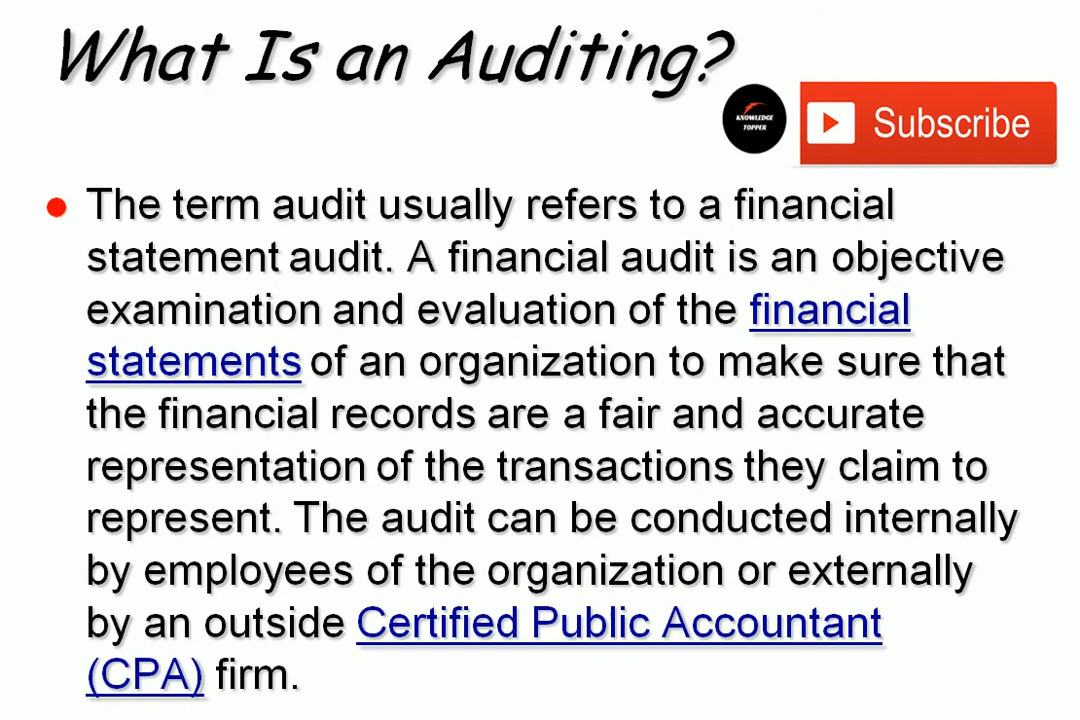 What Is an Auditing?
KNOWLEDGE
TOPPER
Subscribe
The term audit usually refers to a financial
statement audit. A financial audit is an objective
examination and evaluation of the financial
statements of an organization to make sure that
the financial records are a fair and accurate
representation of the transactions they claim to
represent. The audit can be conducted internally
by employees of the organization or externally
by an outside Certified Public Accountant
(CPA) firm.